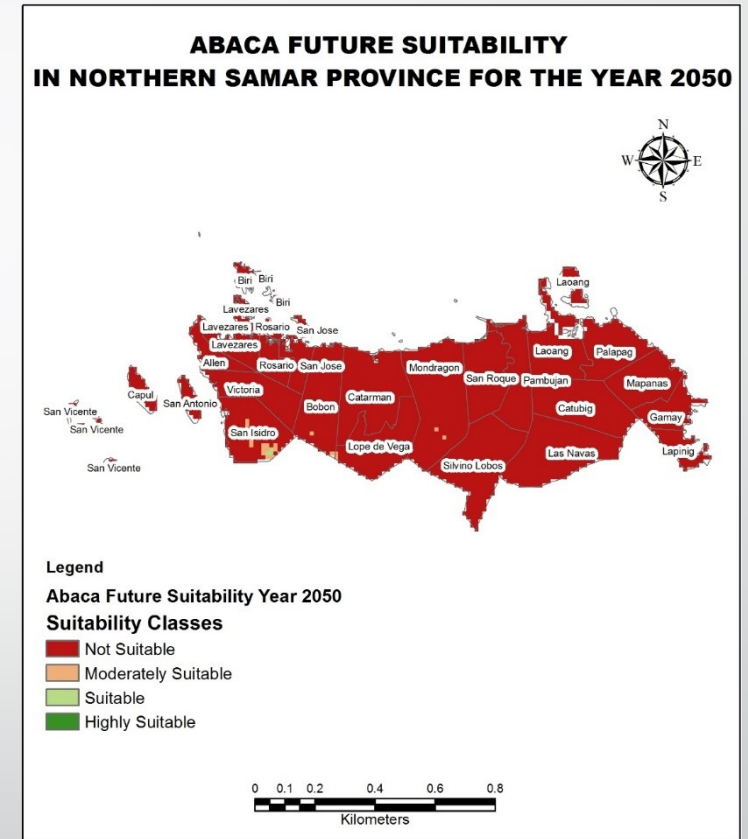 ABACA FUTURE SUITABILITY
IN NORTHERN SAMAR PROVINCE FOR THE YEAR 2050
N
W
E
S
Laoang
Biri
Biri
Biri
Lavezares
Lavezares
Rosario
San Jose
Lavezares
Laoang
Palapag
Allen
Rosario
San Jose
Mondragon
San Roque
Pambujan
Mapanas
Victoria
Capul
San Antonio
Catarman
Bobon
Catubig
San Vicente
San Vicente
Gamay
San Isidro
Lope de Vega
Las Navas
Lapinig
San Vicente
Silvino Lobos
Legend
Abaca Future Suitability Year 2050
Suitability Classes
Not Suitable
Moderately Suitable
Suitable
Highly Suitable
0 0.1 0.2 0.4 0.6 0.8
Kilometers